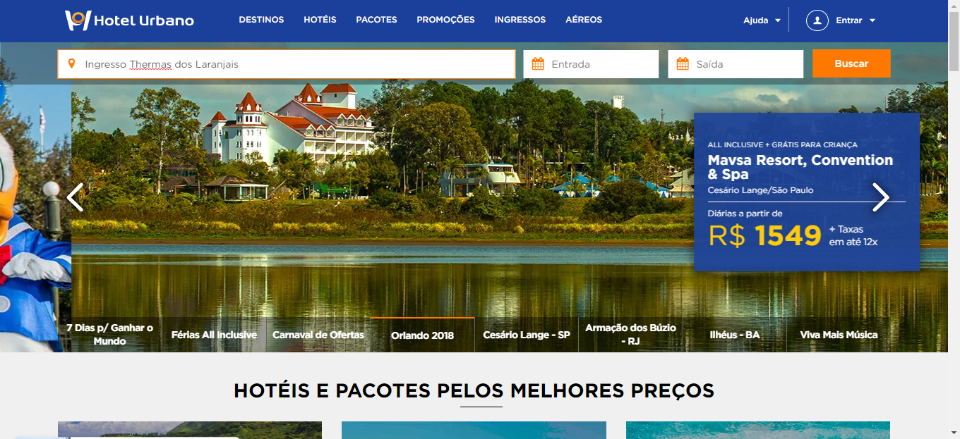 Hotel Urbano
DESTINOS HOTÉIS PACOTES PROMOÇÕES INGRESSOS AÉREOS
Ajuda Entrar
Ingresso Thermas dos Laranjais
Entrada
Saída
Buscar
ALL INCLUSIVE + GRÁTIS PARA CRIANÇA
Mavsa Resort, Convention
& Spa
Cesário Lange/São Paulo
Diárias a partir de
R$ 1549 + Taxas
em até 12x
7 Dias p/ Ganhar o
Mundo
Férias All Inclusive
Carnaval de Ofertas
Orlando 2018
Cesário Lange - SP
Armação dos Búzio
- RJ
Ilhéus - BA
Viva Mais Música
HOTÉIS E PACOTES PELOS MELHORES PREÇOS